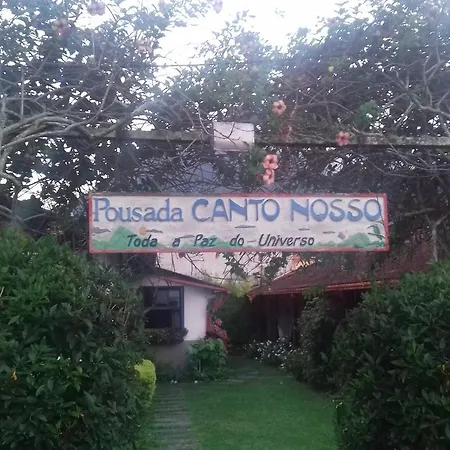 Pousada CANTO NOSSO
Toda a Paz do Universo